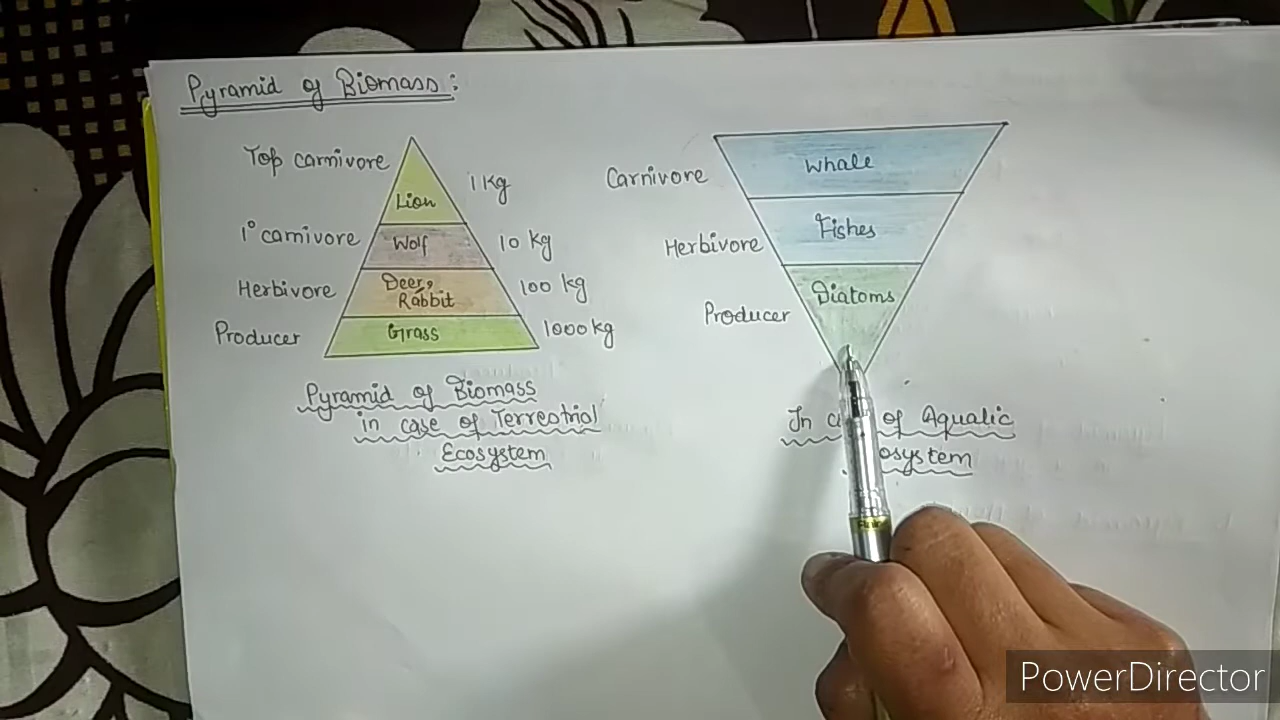 Pyramid of Biomass:
Top carnivore
Lion
1 Kg
1° carnivore
Wolf
10 kg
Herbivore
Deer,
Rabbit
100 kg
Producer
Grass
1000 kg
Pyramid of Biomass
in case of Terrestrial
Ecosystem
Carnivore
Whale
Herbivore
Fishes
Producer
Diatoms
In of Aqualic
osystem
PowerDirector